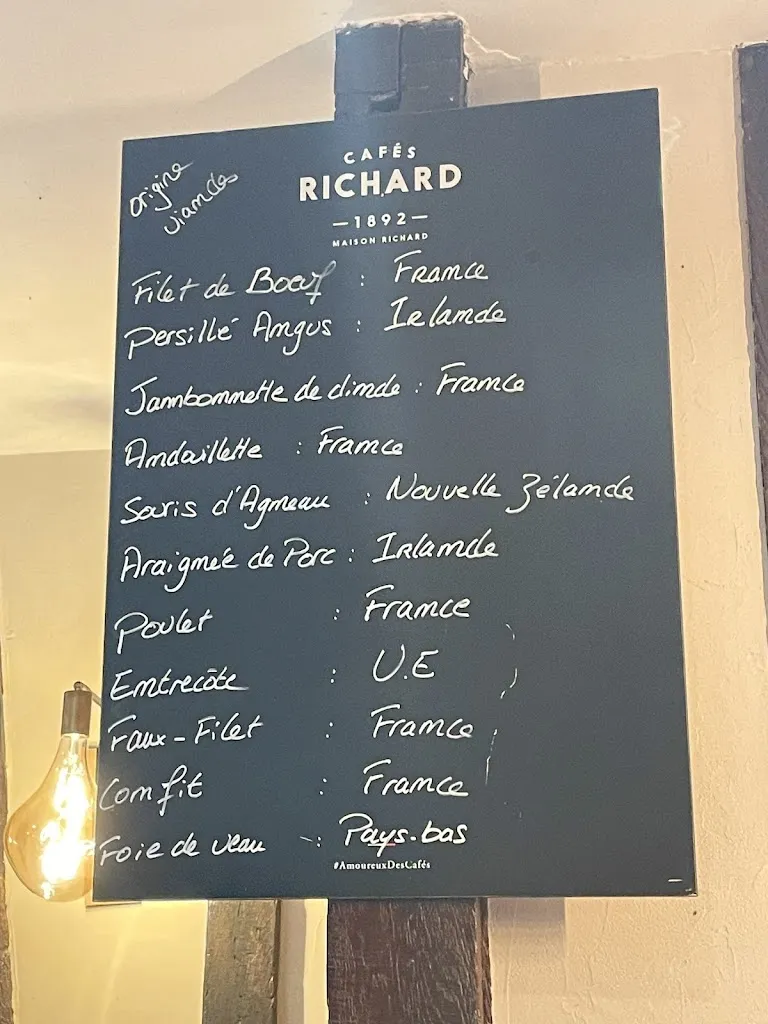 origine
viandes
CAFÉS
RICHARD
—1892—
MAISON RICHARD
Filet de Boeuf : France
Persillé Angus : Irlande
Jambonnette de dinde : France
Andouillette : France
Souris d'Agneau : Nouvelle Zélande
Araignée de Porc : Irlande
Poulet : France
Entrecôte : U.E
Faux-Filet : France
Confit : France
Foie de veau : Pays-bas
#AmoureuxDesCafés